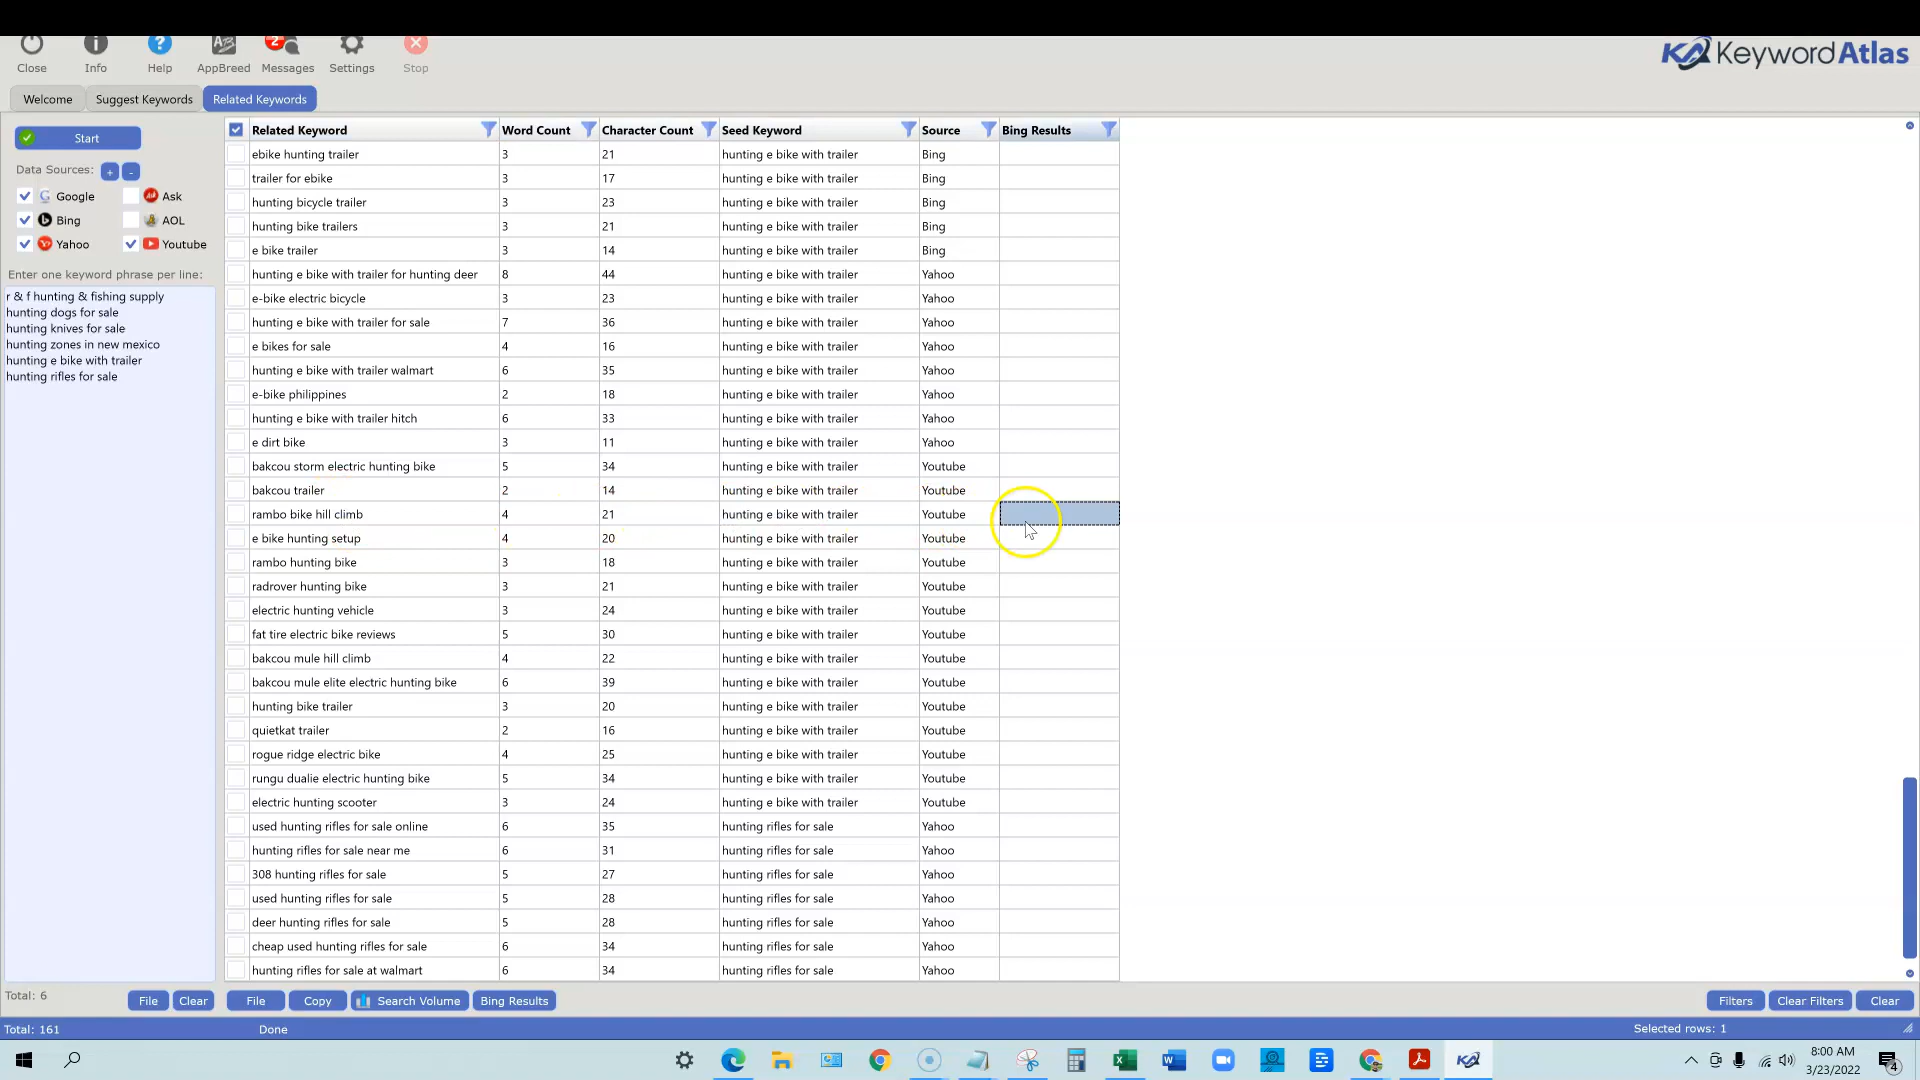 Close Info Help AppBreed Messages Settings Stop
2
KeywordAtlas
Welcome Suggest Keywords Related Keywords
Start
Data Sources: + -
Google Ask
Bing AOL
Yahoo Youtube
Enter one keyword phrase per line:
r & f hunting & fishing supply
hunting dogs for sale
hunting knives for sale
hunting zones in new mexico
hunting e bike with trailer
hunting rifles for sale
Related Keyword Word Count Character Count Seed Keyword Source Bing Results
ebike hunting trailer 3 21 hunting e bike with trailer Bing
trailer for ebike 3 17 hunting e bike with trailer Bing
hunting bicycle trailer 3 23 hunting e bike with trailer Bing
hunting bike trailers 3 21 hunting e bike with trailer Bing
e bike trailer 3 14 hunting e bike with trailer Bing
hunting e bike with trailer for hunting deer 8 44 hunting e bike with trailer Yahoo
e-bike electric bicycle 3 23 hunting e bike with trailer Yahoo
hunting e bike with trailer for sale 7 36 hunting e bike with trailer Yahoo
e bikes for sale 4 16 hunting e bike with trailer Yahoo
hunting e bike with trailer walmart 6 35 hunting e bike with trailer Yahoo
e-bike philippines 2 18 hunting e bike with trailer Yahoo
hunting e bike with trailer hitch 6 33 hunting e bike with trailer Yahoo
e dirt bike 3 11 hunting e bike with trailer Yahoo
bakcou storm electric hunting bike 5 34 hunting e bike with trailer Youtube
bakcou trailer 2 14 hunting e bike with trailer Youtube
rambo bike hill climb 4 21 hunting e bike with trailer Youtube
e bike hunting setup 4 20 hunting e bike with trailer Youtube
rambo hunting bike 3 18 hunting e bike with trailer Youtube
radrover hunting bike 3 21 hunting e bike with trailer Youtube
electric hunting vehicle 3 24 hunting e bike with trailer Youtube
fat tire electric bike reviews 5 30 hunting e bike with trailer Youtube
bakcou mule hill climb 4 22 hunting e bike with trailer Youtube
bakcou mule elite electric hunting bike 6 39 hunting e bike with trailer Youtube
hunting bike trailer 3 20 hunting e bike with trailer Youtube
quietkat trailer 2 16 hunting e bike with trailer Youtube
rogue ridge electric bike 4 25 hunting e bike with trailer Youtube
rungu dualie electric hunting bike 5 34 hunting e bike with trailer Youtube
electric hunting scooter 3 24 hunting e bike with trailer Youtube
used hunting rifles for sale online 6 35 hunting rifles for sale Yahoo
hunting rifles for sale near me 6 31 hunting rifles for sale Yahoo
308 hunting rifles for sale 5 27 hunting rifles for sale Yahoo
used hunting rifles for sale 5 28 hunting rifles for sale Yahoo
deer hunting rifles for sale 5 28 hunting rifles for sale Yahoo
cheap used hunting rifles for sale 6 34 hunting rifles for sale Yahoo
hunting rifles for sale at walmart 6 34 hunting rifles for sale Yahoo
Total: 6 File Clear File Copy Search Volume Bing Results Filters Clear Filters Clear
Total: 161 Done Selected rows: 1
8:00 AM
3/23/2022
4